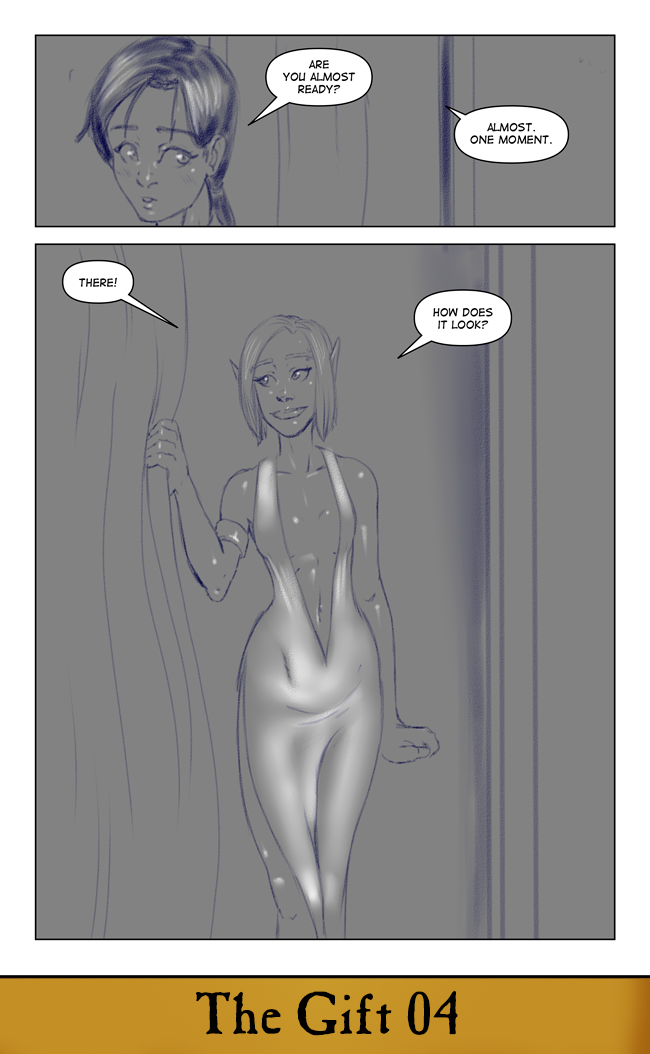 ARE
YOU ALMOST
READY?
ALMOST.
ONE MOMENT.
THERE!
HOW DOES
IT LOOK?
The Gift 04